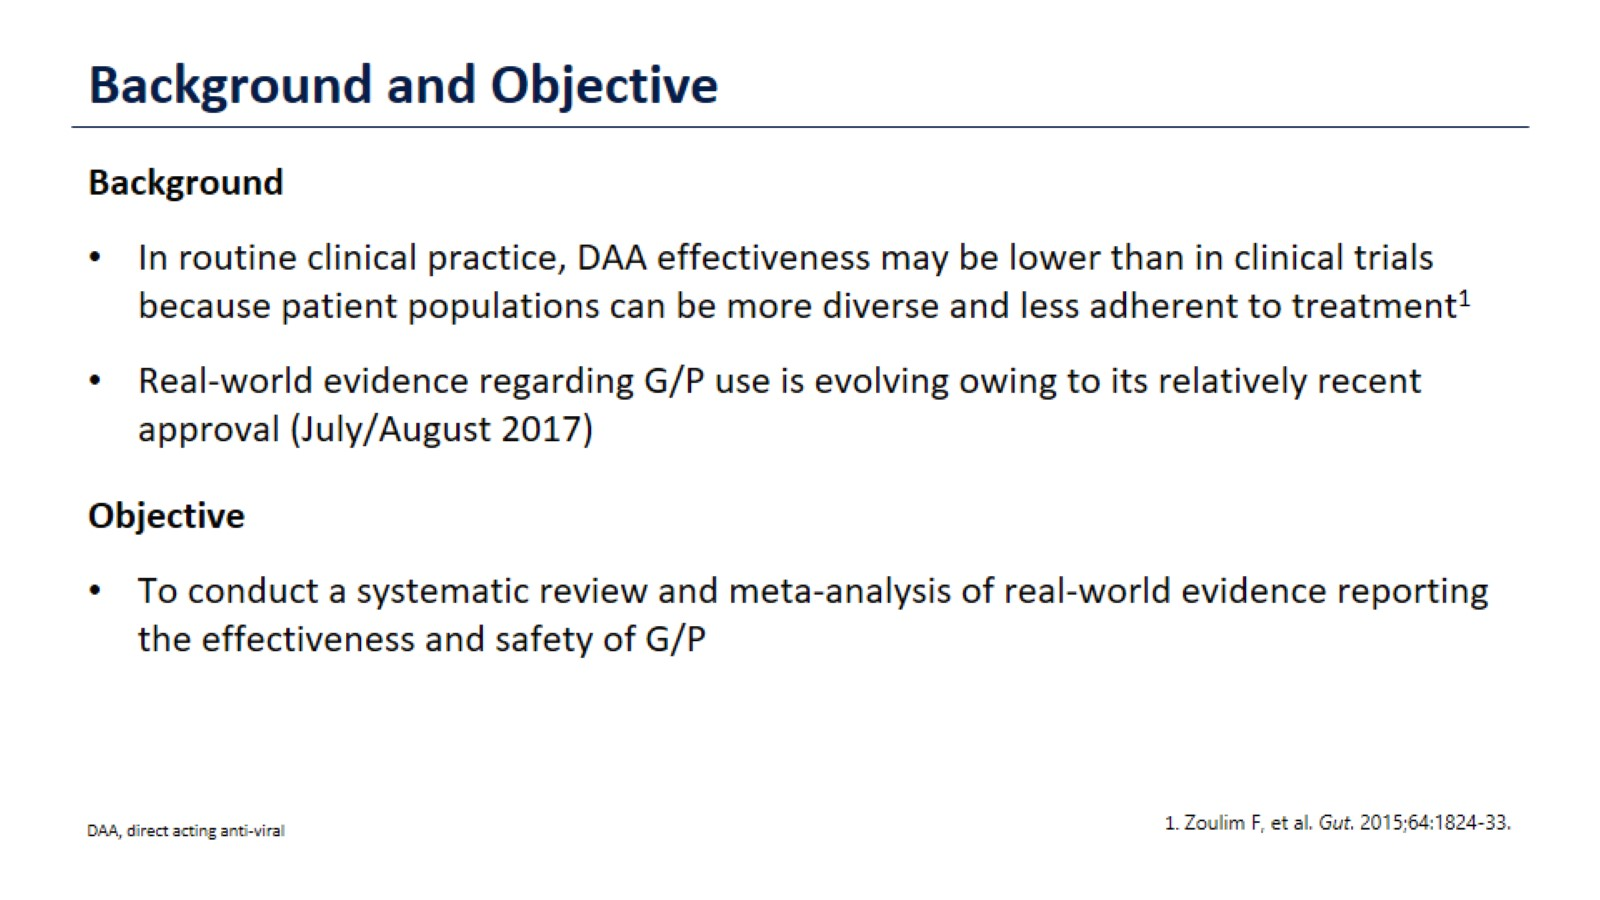 Background and Objective
Background
• In routine clinical practice, DAA effectiveness may be lower than in clinical trials
because patient populations can be more diverse and less adherent to treatment¹
• Real-world evidence regarding G/P use is evolving owing to its relatively recent
approval (July/August 2017)
Objective
• To conduct a systematic review and meta-analysis of real-world evidence reporting
the effectiveness and safety of G/P
DAA, direct acting anti-viral
1. Zoulim F, et al. Gut. 2015;64:1824-33.